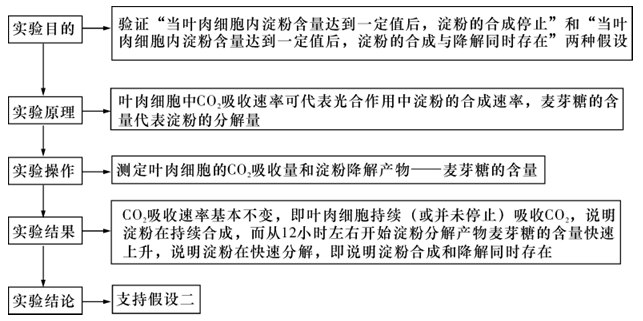 实验目的
验证“当叶肉细胞内淀粉含量达到一定值后，淀粉的合成停止”和“当叶
肉细胞内淀粉含量达到一定值后，淀粉的合成与降解同时存在”两种假设
实验原理
叶肉细胞中CO₂吸收速率可代表光合作用中淀粉的合成速率，麦芽糖的含
量代表淀粉的分解量
实验操作
测定叶肉细胞的CO₂吸收量和淀粉降解产物——麦芽糖的含量
实验结果
CO₂吸收速率基本不变，即叶肉细胞持续（或并未停止）吸收CO₂，说明
淀粉在持续合成，而从12小时左右开始淀粉分解产物麦芽糖的含量快速
上升，说明淀粉在快速分解，即说明淀粉合成和降解同时存在
实验结论
支持假设二